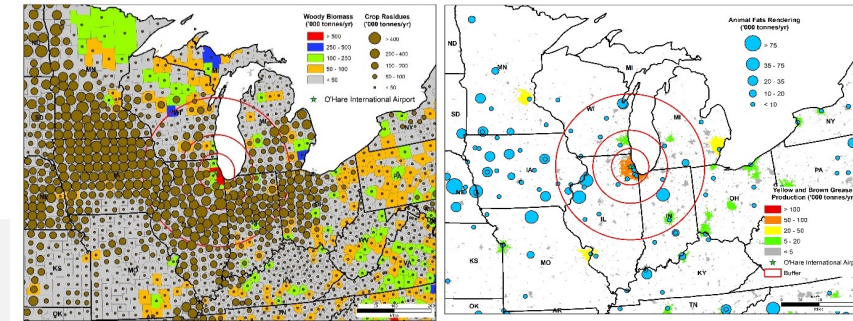 Woody Biomass
('000 tonnes/yr)
> 500
250 - 500
100 - 250
50 - 100
< 50
Crop Residues
('000 tonnes/yr)
> 400
200 - 400
100 - 200
50 - 100
< 50
O'Hare International Airport
MN
WI
MI
NY
PA
IA
KS
MO
OK
Animal Fats Rendering
('000 tonnes/yr)
> 75
35 - 75
20 - 35
10 - 20
< 10
ND
MN
MI
WI
MI
NY
SD
IA
PA
NE
IL
IN
OH
KS
MO
KY
OK
AR
TN
Yellow and Brown Grease
Production ('000 tonnes/yr)
> 100
50 - 100
20 - 50
5 - 20
< 5
O'Hare International Airp
Buffer